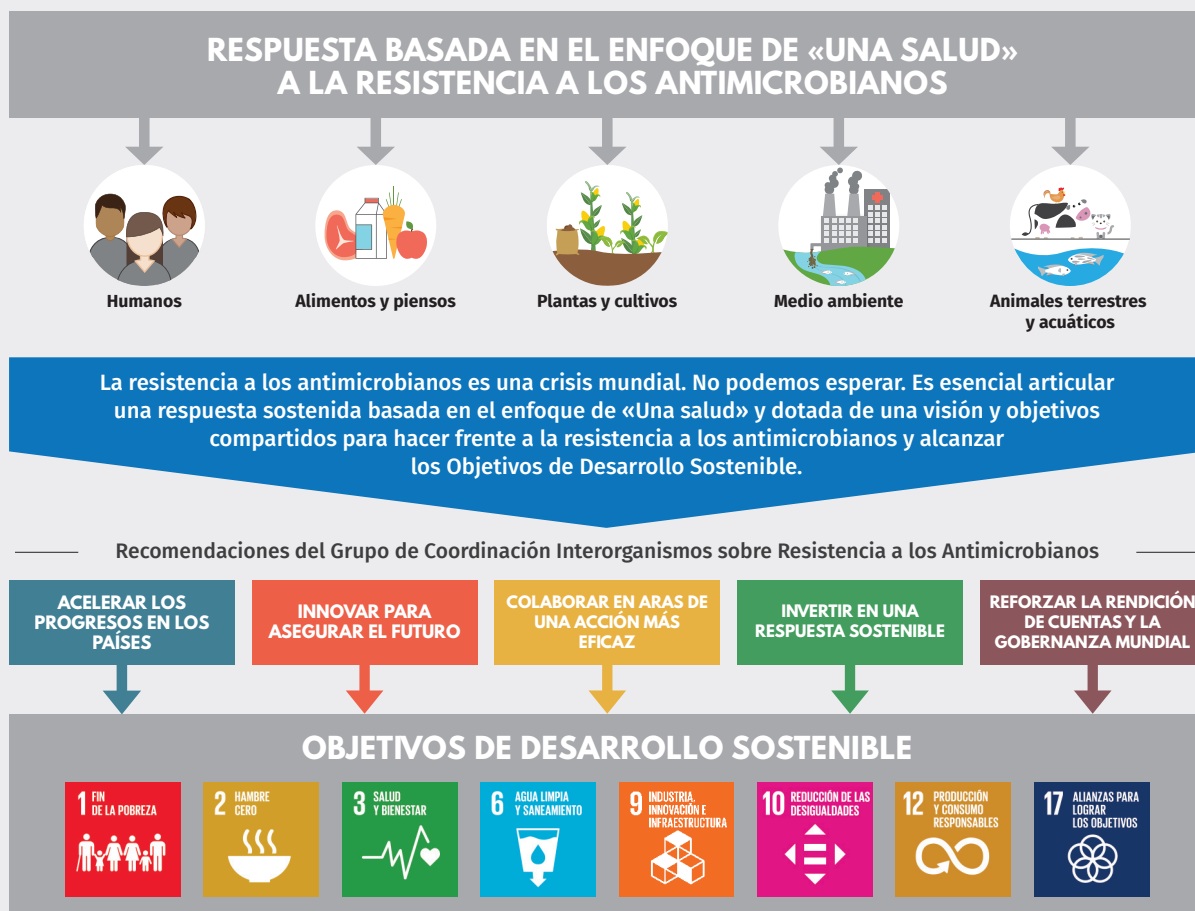 RESPUESTA BASADA EN EL ENFOQUE DE «UNA SALUD»
A LA RESISTENCIA A LOS ANTIMICROBIANOS
Humanos
Alimentos y piensos
Plantas y cultivos
Medio ambiente
Animales terrestres
y acuáticos
La resistencia a los antimicrobianos es una crisis mundial. No podemos esperar. Es esencial articular
una respuesta sostenida basada en el enfoque de «Una salud» y dotada de una visión y objetivos
compartidos para hacer frente a la resistencia a los antimicrobianos y alcanzar
los Objetivos de Desarrollo Sostenible.
Recomendaciones del Grupo de Coordinación Interorganismos sobre Resistencia a los Antimicrobianos
ACELERAR LOS
PROGRESOS EN LOS
PAÍSES
INNOVAR PARA
ASEGURAR EL FUTURO
COLABORAR EN ARAS DE
UNA ACCIÓN MÁS
EFICAZ
INVERTIR EN UNA
RESPUESTA SOSTENIBLE
REFORZAR LA RENDICIÓN
DE CUENTAS Y LA
GOBERNANZA MUNDIAL
OBJETIVOS DE DESARROLLO SOSTENIBLE
1 FIN
DE LA POBREZA
2 HAMBRE
CERO
3 SALUD
Y BIENESTAR
6 AGUA LIMPIA
Y SANEAMIENTO
9 INDUSTRIA,
INNOVACIÓN E
INFRAESTRUCTURA
10 REDUCCIÓN DE LAS
DESIGUALDADES
12 PRODUCCIÓN
Y CONSUMO
RESPONSABLES
17 ALIANZAS PARA
LOGRAR
LOS OBJETIVOS